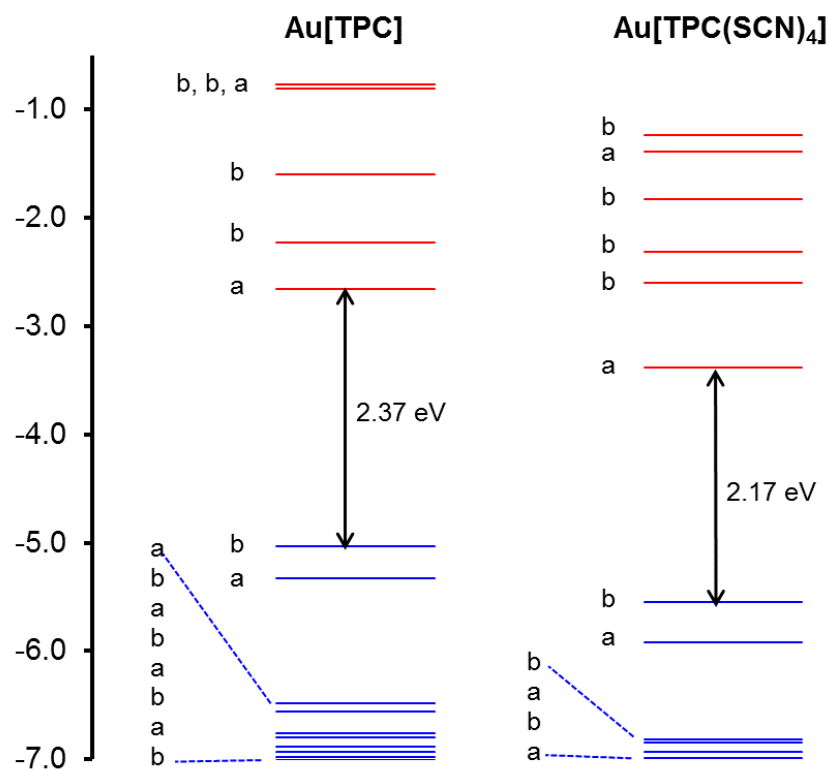 Au[TPC]
Au[TPC(SCN)₄]
-1.0
-2.0
-3.0
-4.0
-5.0
-6.0
-7.0
b, b, a
b
b
a
2.37 eV
b
a
a
b
a
b
a
b
a
b
b
a
b
b
b
a
2.17 eV
b
a
b
a
b
a